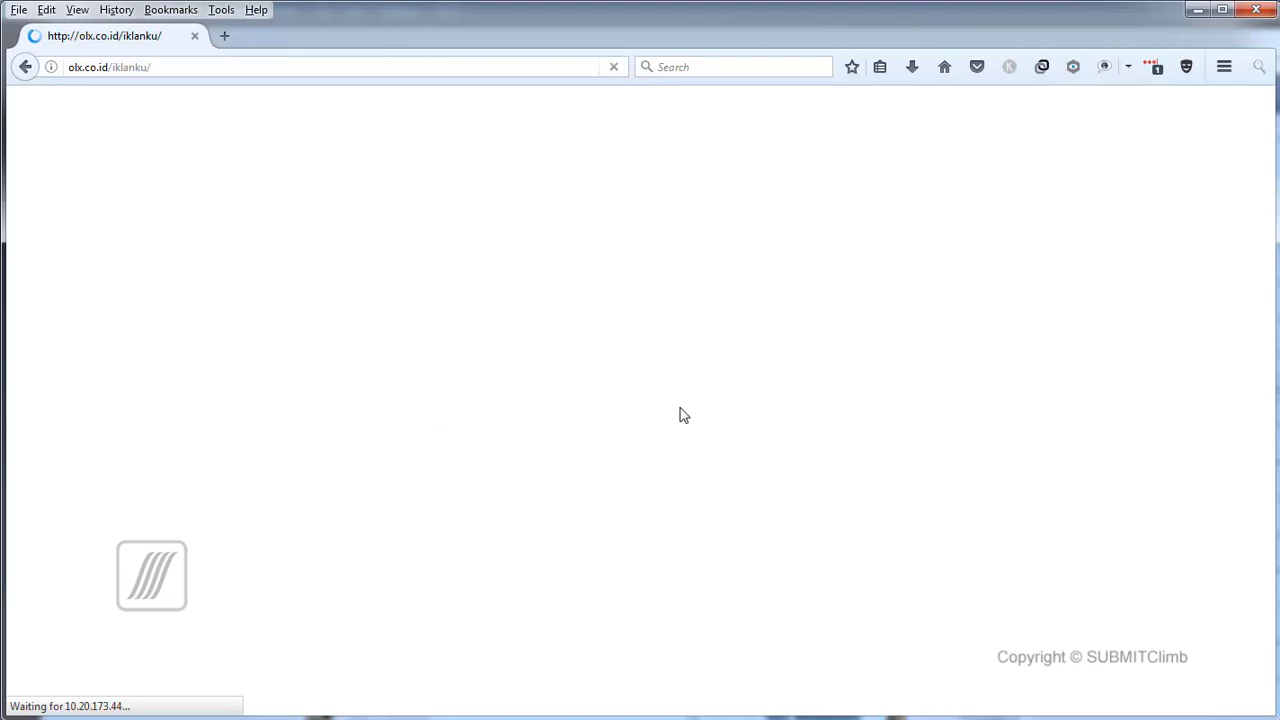 File Edit View History Bookmarks Tools Help
http://olx.co.id/iklanku/
olx.co.id/iklanku/ Search
1
Copyright © SUBMITClimb
Waiting for 10.20.173.44...